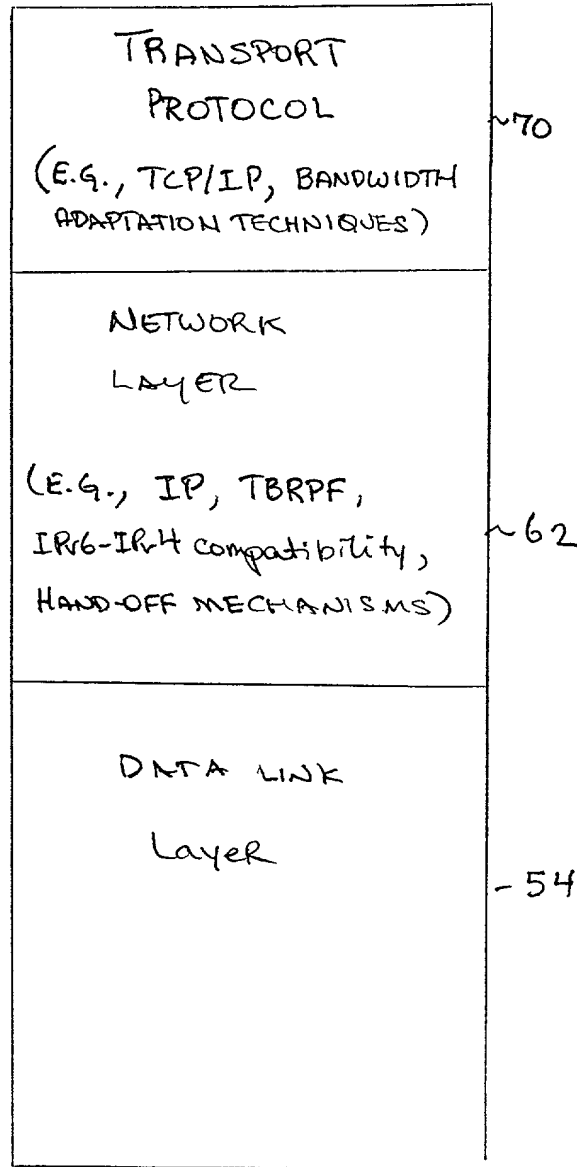 TRANSPORT
PROTOCOL
~70
(E.G., TCP/IP, BANDWIDTH
ADAPTATION TECHNIQUES)
NETWORK
LAYER
(E.G., IP, TBRPF,
IPv6-IPv4 compatibility,
~62
HAND-OFF MECHANISMS)
DATA LINK
LayeR
- 54